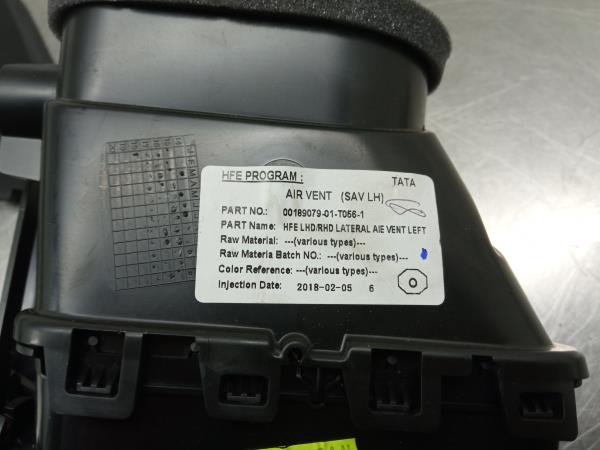 HFE PROGRAM : TATA
AIR VENT (SAV LH)
PART NO.: 00189079-01-T056-1
PART Name: HFE LHD/RHD LATERAL AIE VENT LEFT
Raw Material: ---(various types)---
Raw Materia Batch NO.: ---(various types)---
Color Reference: ---(various types)---
Injection Date: 2018-02-05 6
O